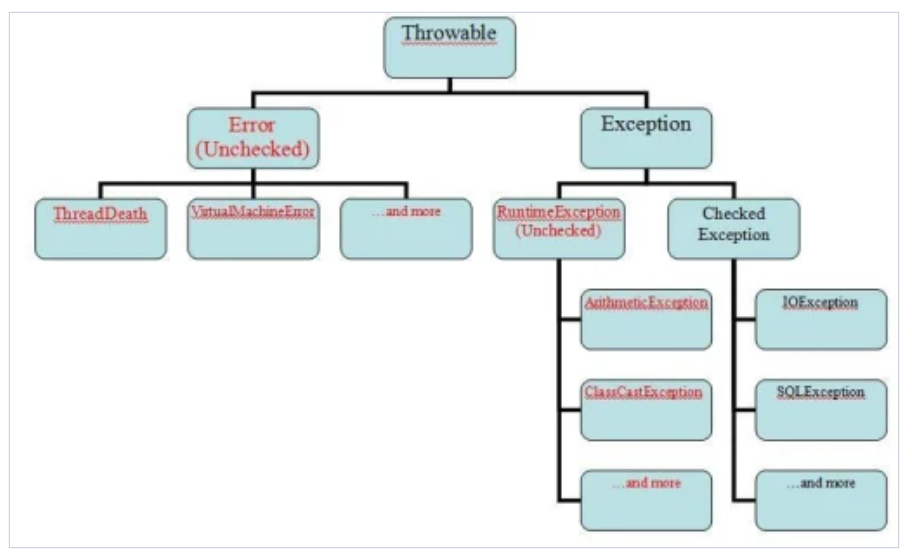 Throwable
Error
(Unchecked)
Exception
ThreadDeath
VirtualMachineError
...and more
RuntimeException
(Unchecked)
Checked
Exception
ArithmeticException
IOException
ClassCastException
SQLException
...and more
...and more